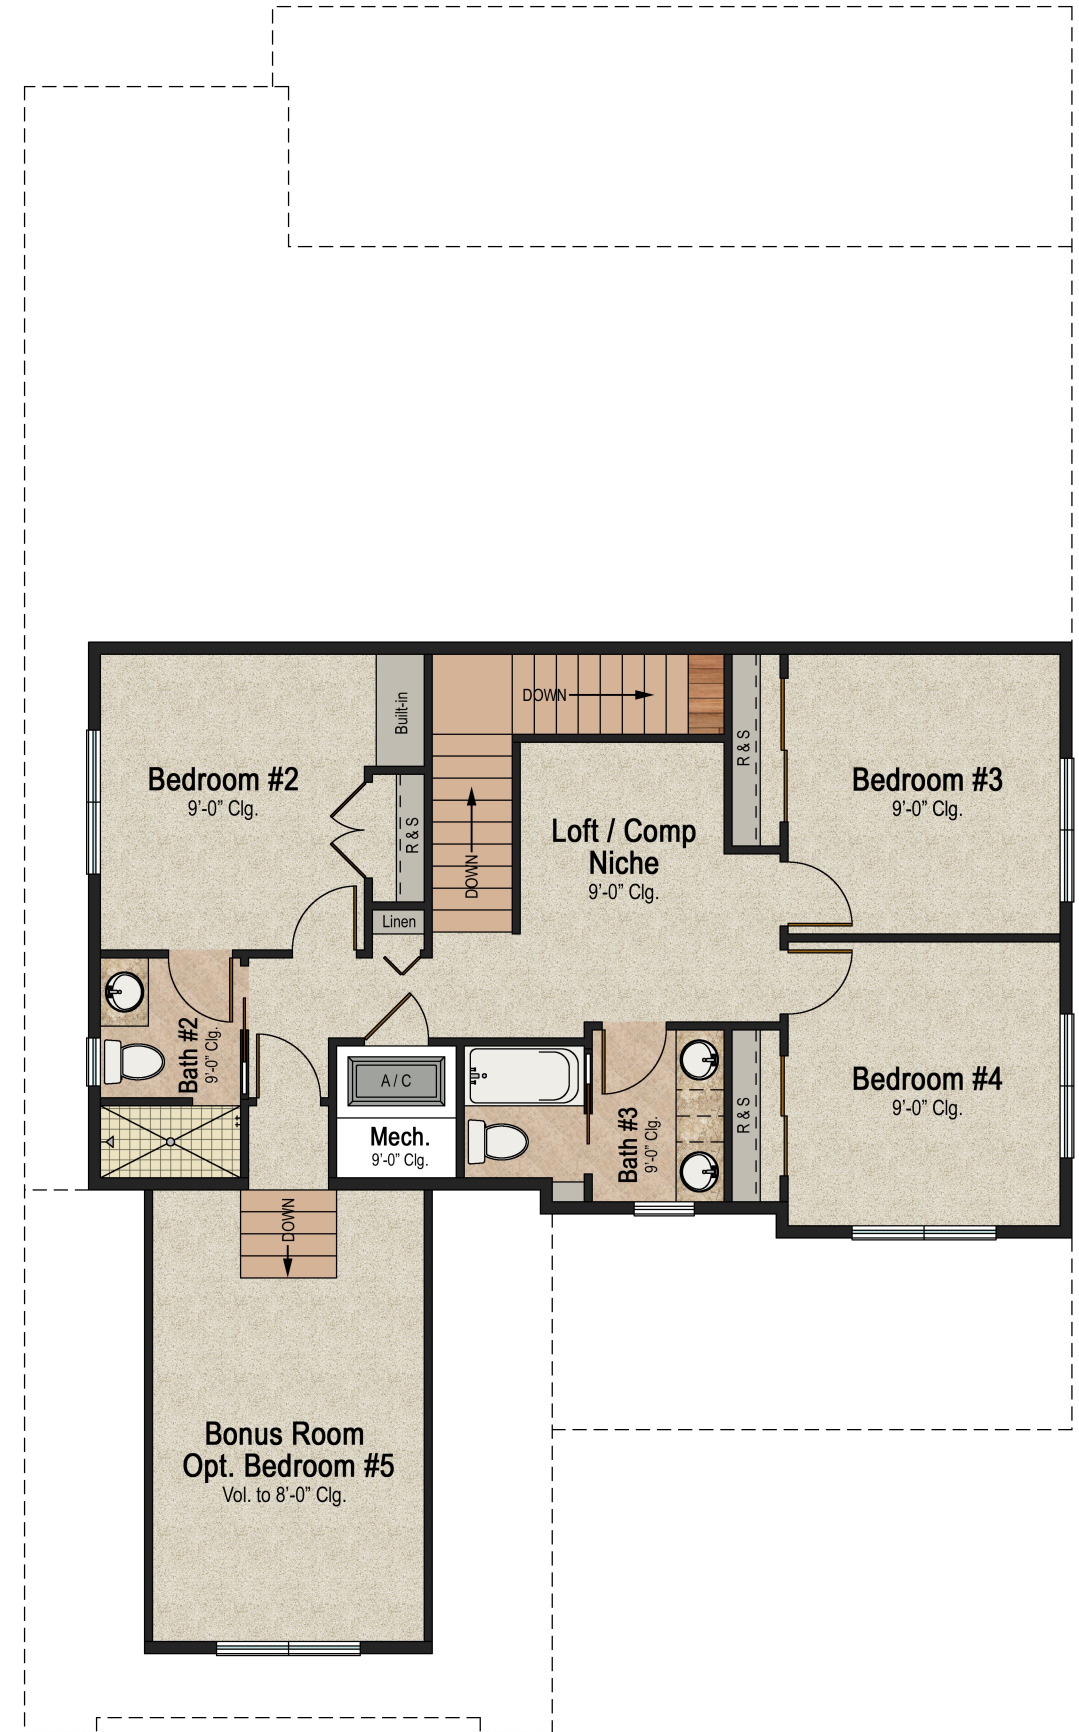 DOWN
Built-in
R & S
Bedroom #2
9'-0" Clg.
Bedroom #3
9'-0" Clg.
R & S
Loft / Comp
Niche
9'-0" Clg.
DOWN
Linen
Bath #2
9'-0" Clg.
A / C
Mech.
9'-0" Clg.
Bath #3
9'-0" Clg.
R & S
Bedroom #4
9'-0" Clg.
DOWN
Bonus Room
Opt. Bedroom #5
Vol. to 8'-0" Clg.